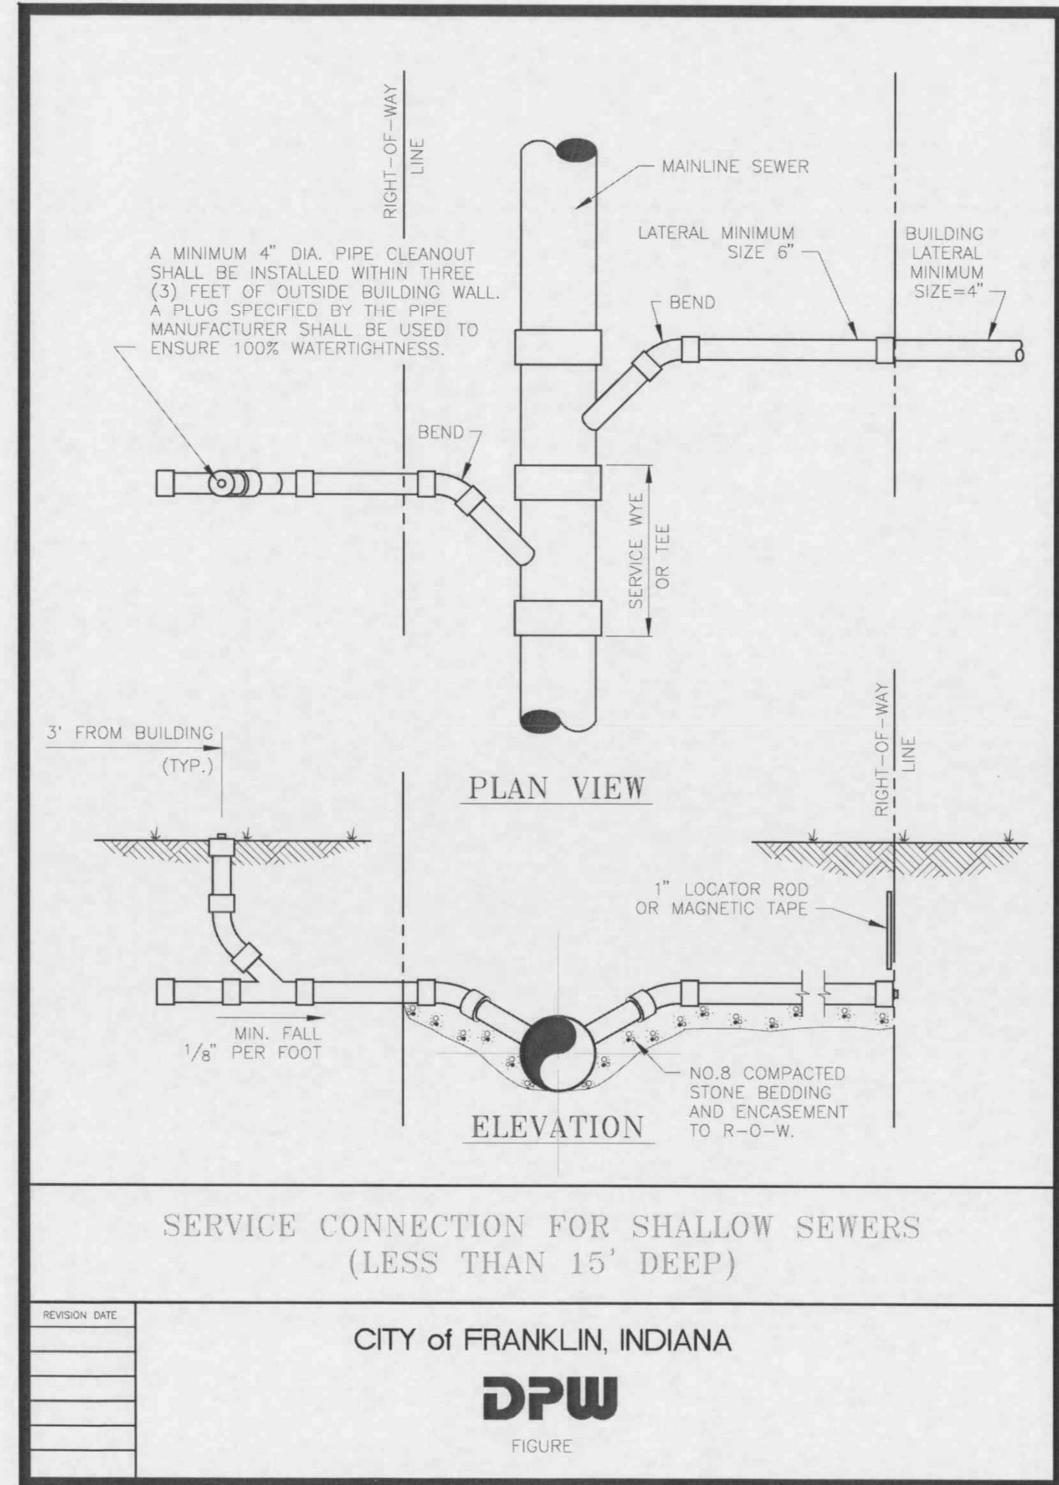 RIGHT-OF-WAY
LINE
MAINLINE SEWER
LATERAL MINIMUM
SIZE 6"
BUILDING
LATERAL
MINIMUM
SIZE=4"
A MINIMUM 4" DIA. PIPE CLEANOUT
SHALL BE INSTALLED WITHIN THREE
(3) FEET OF OUTSIDE BUILDING WALL.
A PLUG SPECIFIED BY THE PIPE
MANUFACTURER SHALL BE USED TO
ENSURE 100% WATERTIGHTNESS.
BEND
BEND
SERVICE WYE
OR TEE
3' FROM BUILDING
(TYP.)
PLAN VIEW
RIGHT-OF-WAY
LINE
1" LOCATOR ROD
OR MAGNETIC TAPE
MIN. FALL
1/8" PER FOOT
NO.8 COMPACTED
STONE BEDDING
AND ENCASEMENT
TO R-O-W.
ELEVATION
SERVICE CONNECTION FOR SHALLOW SEWERS
(LESS THAN 15' DEEP)
REVISION DATE
CITY of FRANKLIN, INDIANA
DPW
FIGURE